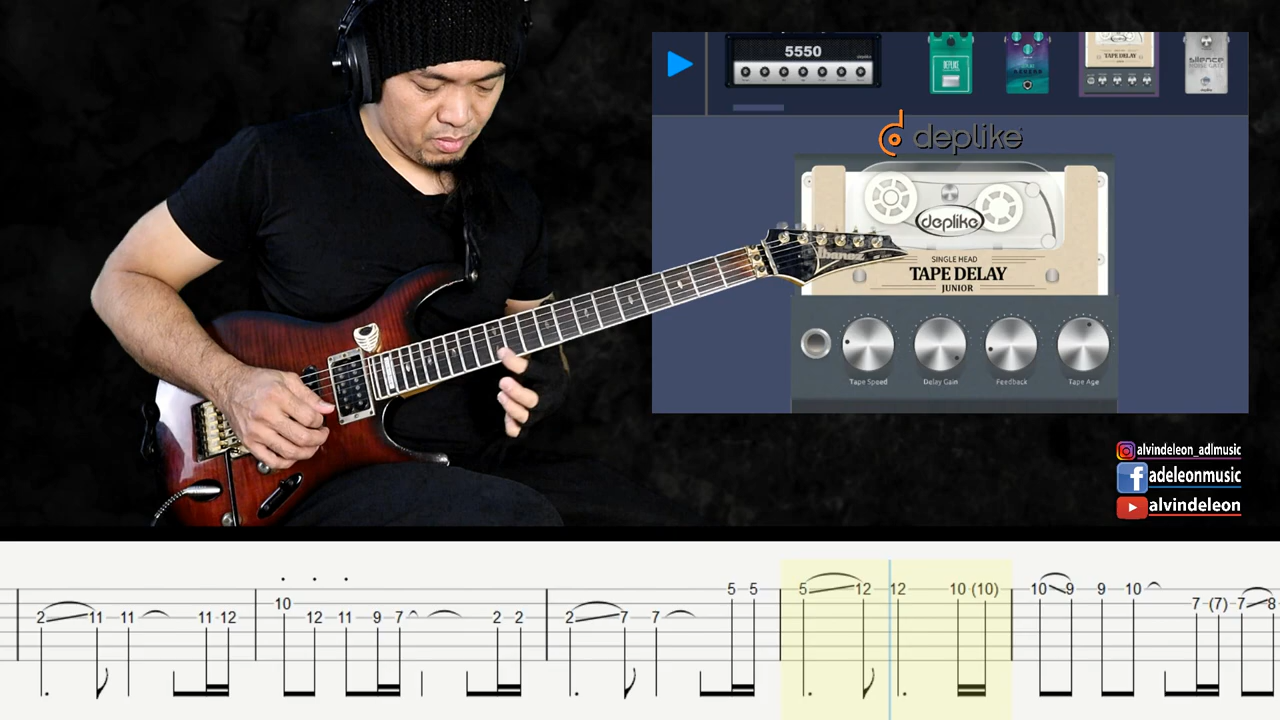 5550
TAPE DELAY
silence
deplike
deplike
Ibanez
SINGLE HEAD
TAPE DELAY
JUNIOR
Tape Speed
Delay Gain
Feedback
Tape Age
alvindeleon_adlmusic
adeleonmusic
alvindeleon
5 5 5 12 12 10 (10) 10 9 9 10
10 7 (7) 7 8
2 11 11 11 12 12 11 9 7 2 2 2 7 7